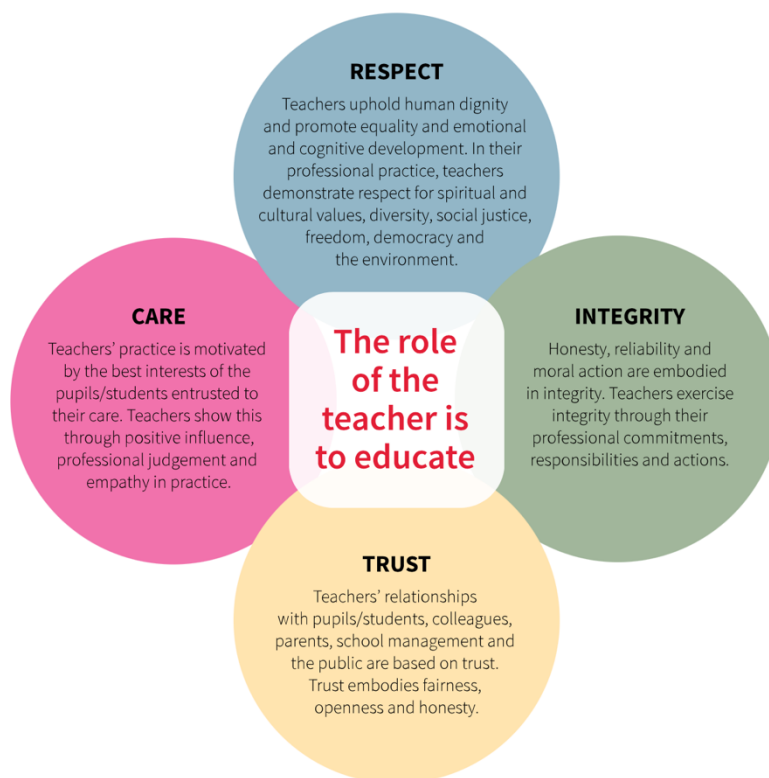 RESPECT
Teachers uphold human dignity
and promote equality and emotional
and cognitive development. In their
professional practice, teachers
demonstrate respect for spiritual and
cultural values, diversity, social justice,
freedom, democracy and
the environment.
CARE
Teachers’ practice is motivated
by the best interests of the
pupils/students entrusted to
their care. Teachers show this
through positive influence,
professional judgement and
empathy in practice.
The role
of the
teacher is
to educate
INTEGRITY
Honesty, reliability and
moral action are embodied
in integrity. Teachers exercise
integrity through their
professional commitments,
responsibilities and actions.
TRUST
Teachers’ relationships
with pupils/students, colleagues,
parents, school management and
the public are based on trust.
Trust embodies fairness,
openness and honesty.